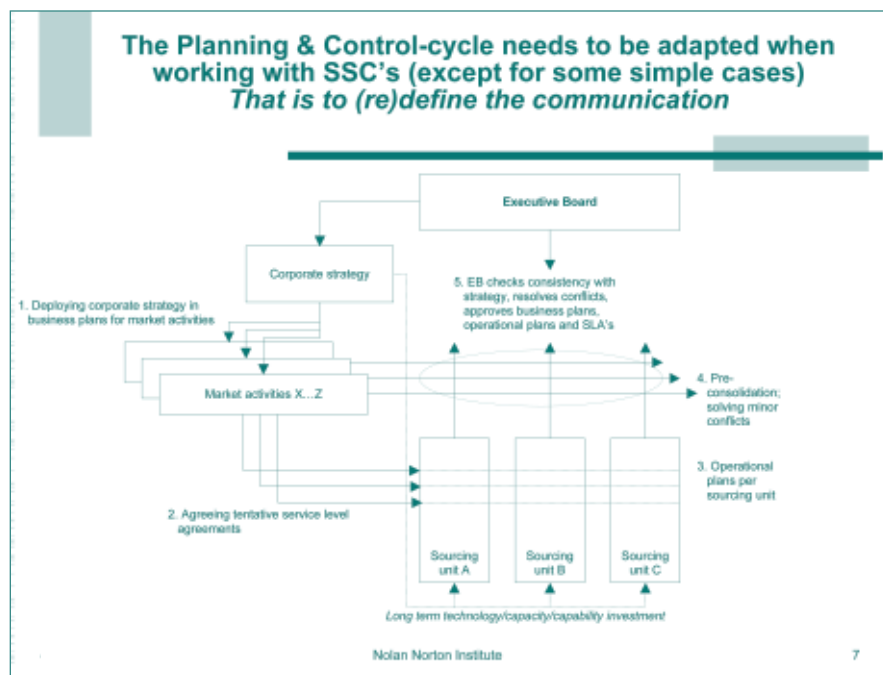 The Planning & Control-cycle needs to be adapted when
working with SSC's (except for some simple cases)
That is to (re)define the communication
Executive Board
Corporate strategy
5. EB checks consistency with
strategy, resolves conflicts,
approves business plans,
operational plans and SLA's
1. Deploying corporate strategy in
business plans for market activities
4. Pre-
consolidation;
solving minor
conflicts
Market activities X...Z
3. Operational
plans per
sourcing unit
2. Agreeing tentative service level
agreements
Sourcing
unit A
Sourcing
unit B
Sourcing
unit C
Long term technology/capacity/capability investment
Nolan Norton Institute
7